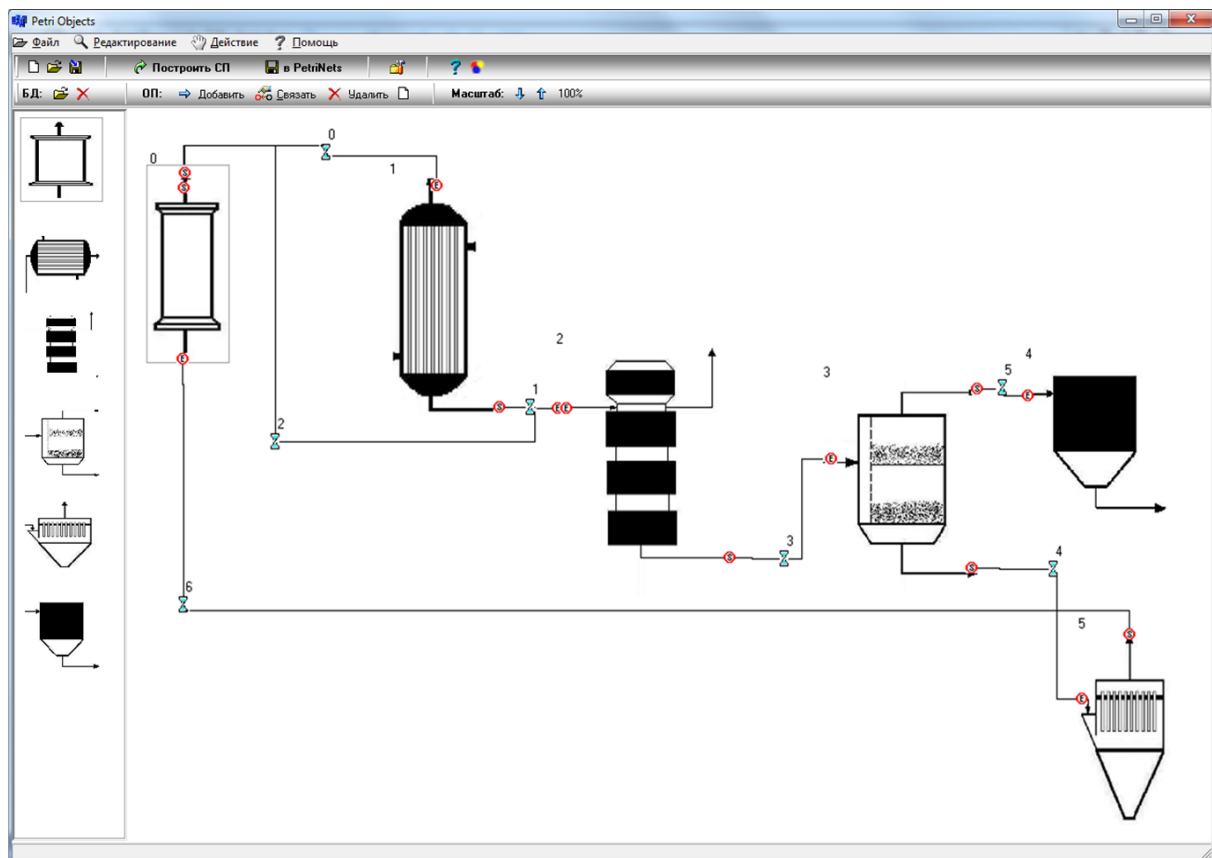 Petri Objects
Файл Редактирование Действие ? Помощь
Построить СП в PetriNets ?
БД: ОП: Добавить Связать Удалить Масштаб: 100%
0
0
1
S
S
E
2
3
4
5
S
E
E
1
S
E E
2
E
3
S
4
S
6
5
S
E